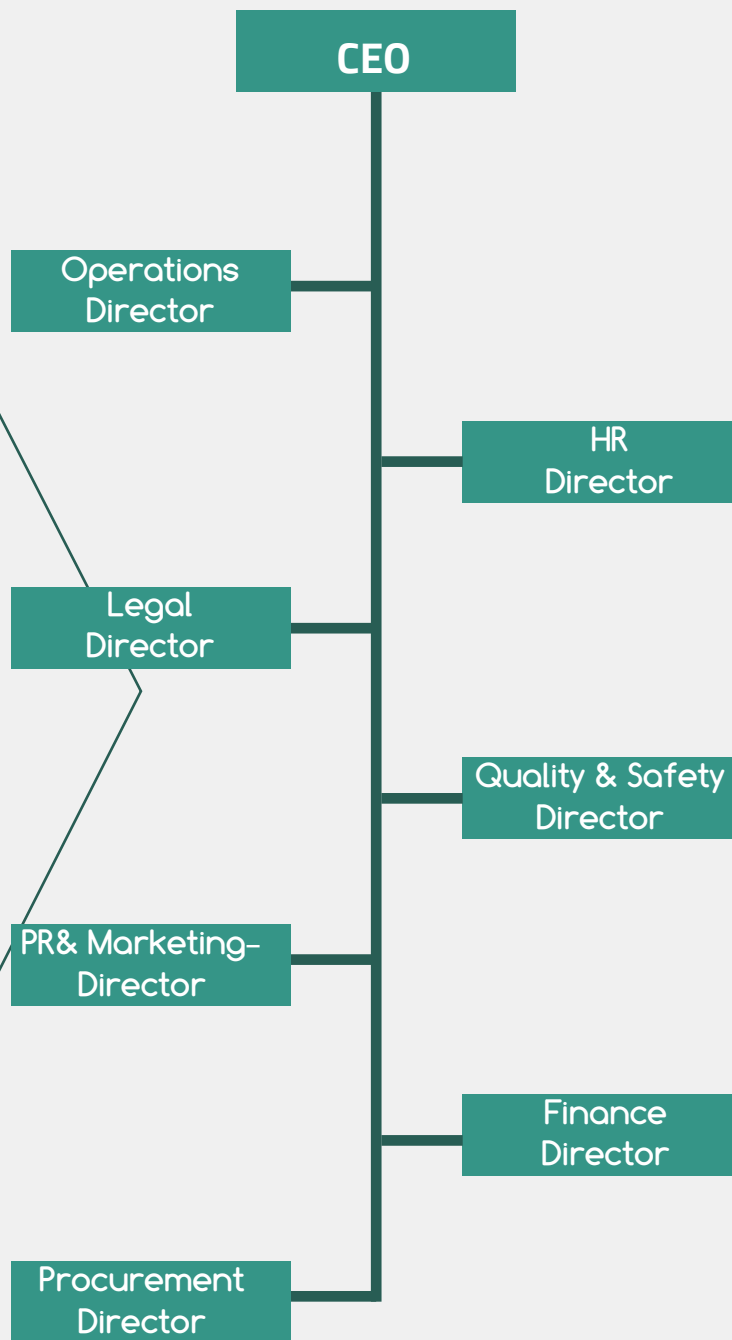 CEO
Operations
Director
HR
Director
Legal
Director
Quality & Safety
Director
PR& Marketing-
Director
Finance
Director
Procurement
Director